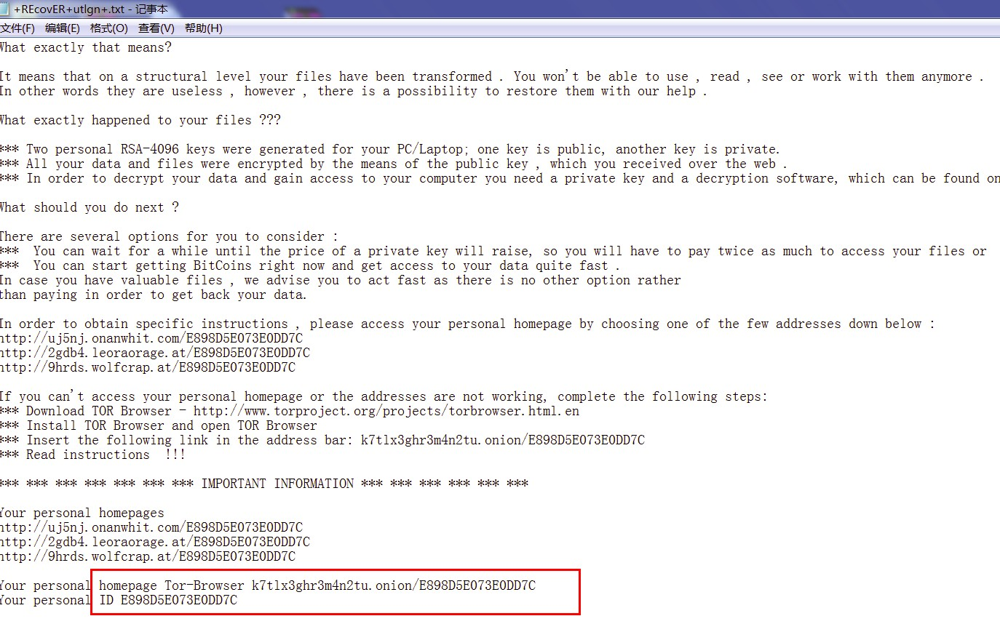 +REcovER+utlgn+.txt - 记事本
文件(F) 编辑(E) 格式(O) 查看(V) 帮助(H)
What exactly that means?
It means that on a structural level your files have been transformed . You won't be able to use , read , see or work with them anymore .
In other words they are useless , however , there is a possibility to restore them with our help .
What exactly happened to your files ???
*** Two personal RSA-4096 keys were generated for your PC/Laptop; one key is public, another key is private.
*** All your data and files were encrypted by the means of the public key , which you received over the web .
*** In order to decrypt your data and gain access to your computer you need a private key and a decryption software, which can be found on
What should you do next ?
There are several options for you to consider :
*** You can wait for a while until the price of a private key will raise, so you will have to pay twice as much to access your files or
*** You can start getting BitCoins right now and get access to your data quite fast .
In case you have valuable files , we advise you to act fast as there is no other option rather
than paying in order to get back your data.
In order to obtain specific instructions , please access your personal homepage by choosing one of the few addresses down below :
http://uj5nj.onanwhit.com/E898D5E073E0DD7C
http://2gdb4.leoraorage.at/E898D5E073E0DD7C
http://9hrds.wolfcrap.at/E898D5E073E0DD7C
If you can't access your personal homepage or the addresses are not working, complete the following steps:
*** Download TOR Browser - http://www.torproject.org/projects/torbrowser.html.en
*** Install TOR Browser and open TOR Browser
*** Insert the following link in the address bar: k7tlx3ghr3m4n2tu.onion/E898D5E073E0DD7C
*** Read instructions !!!
*** *** *** *** *** *** *** IMPORTANT INFORMATION *** *** *** *** *** ***
Your personal homepages
http://uj5nj.onanwhit.com/E898D5E073E0DD7C
http://2gdb4.leoraorage.at/E898D5E073E0DD7C
http://9hrds.wolfcrap.at/E898D5E073E0DD7C
Your personal homepage Tor-Browser k7tlx3ghr3m4n2tu.onion/E898D5E073E0DD7C
Your personal ID E898D5E073E0DD7C